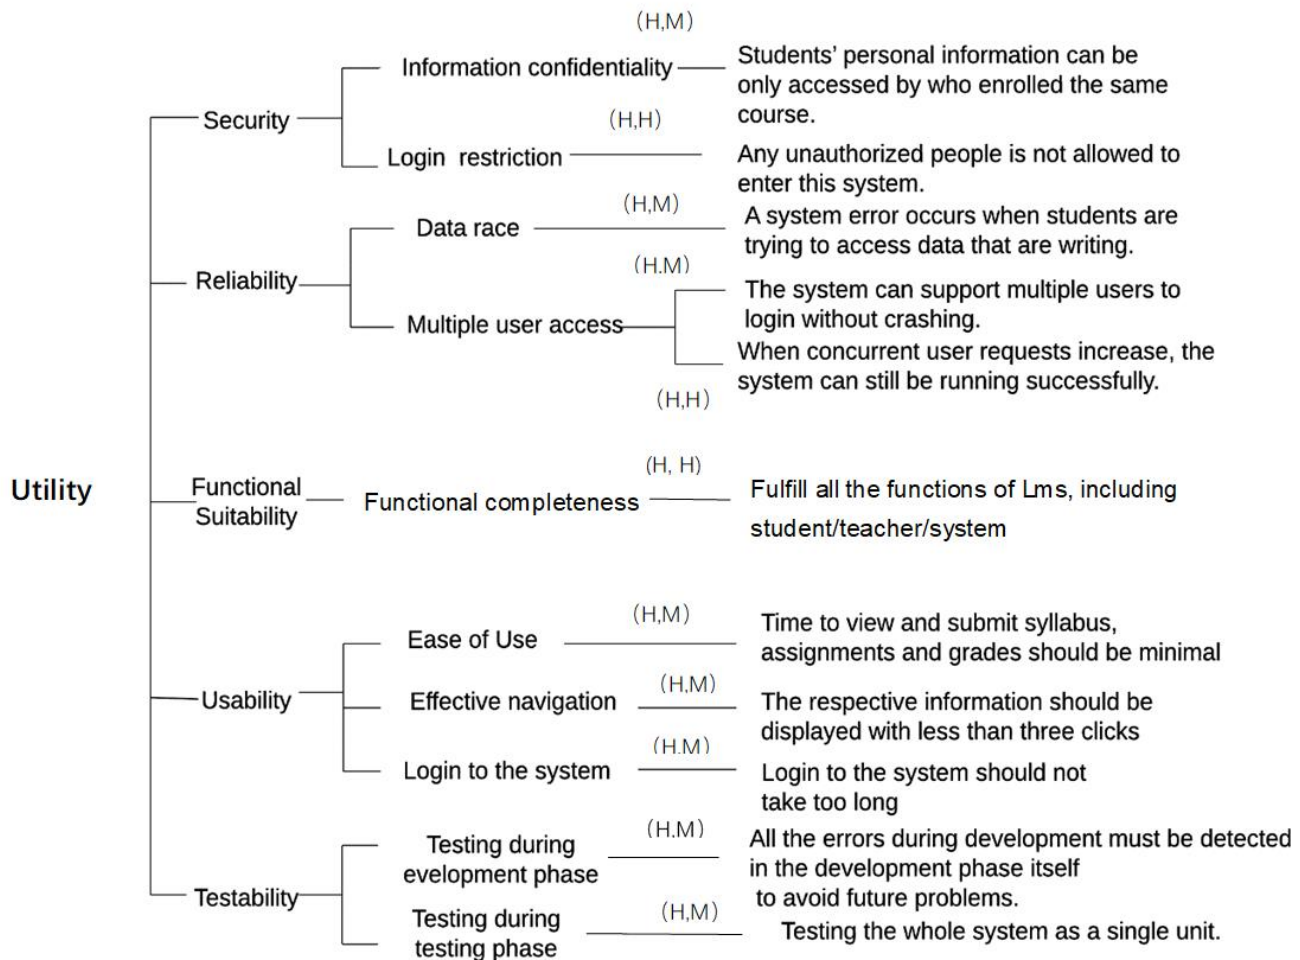 (H,M)
Information confidentiality
Students’ personal information can be
only accessed by who enrolled the same
course.
Security
(H,H)
Login restriction
Any unauthorized people is not allowed to
enter this system.
(H,M)
Data race
A system error occurs when students are
trying to access data that are writing.
Reliability
(H.M)
Multiple user access
The system can support multiple users to
login without crashing.
When concurrent user requests increase, the
system can still be running successfully.
(H,H)
Utility
Functional
Suitability
(H, H)
Functional completeness
Fulfill all the functions of Lms, including
student/teacher/system
(H,M)
Ease of Use
Time to view and submit syllabus,
assignments and grades should be minimal
Usability
(H,M)
Effective navigation
The respective information should be
displayed with less than three clicks
(H.M)
Login to the system
Login to the system should not
take too long
(H.M)
Testing during
evelopment phase
All the errors during development must be detected
in the development phase itself
to avoid future problems.
Testability
(H,M)
Testing during
testing phase
Testing the whole system as a single unit.